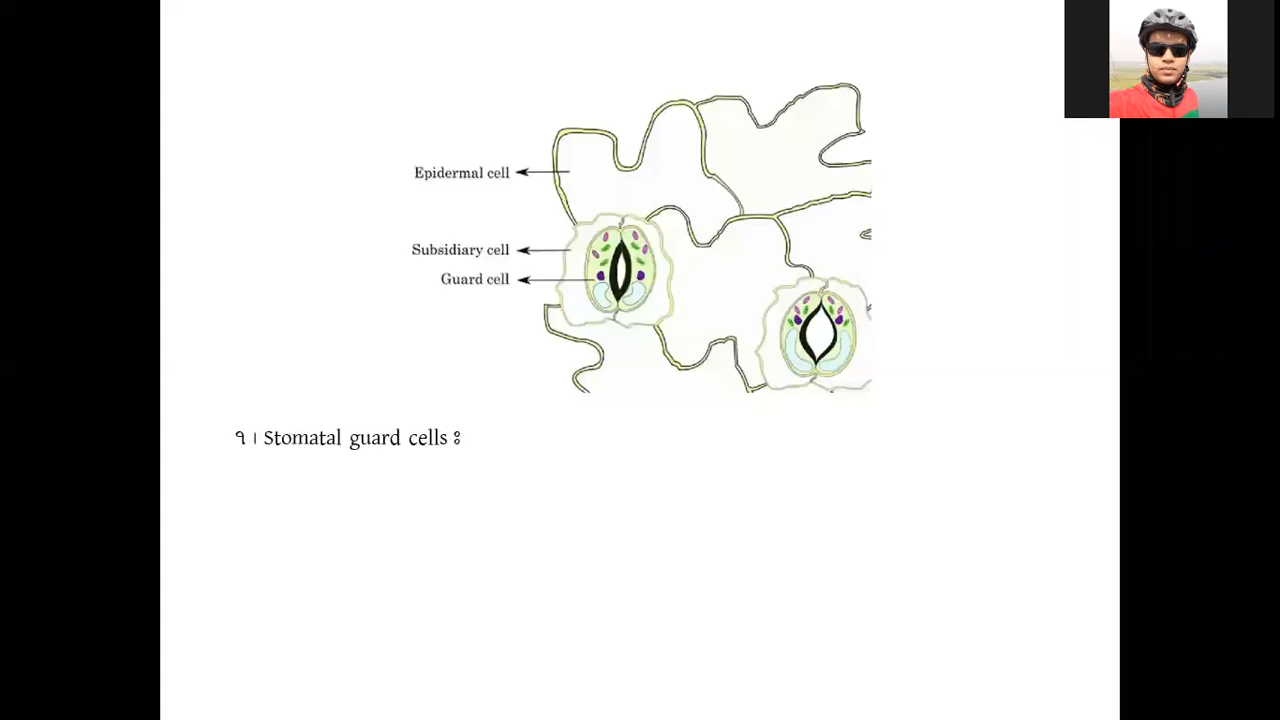 Epidermal cell
Subsidiary cell
Guard cell
৭। Stomatal guard cells ঃ